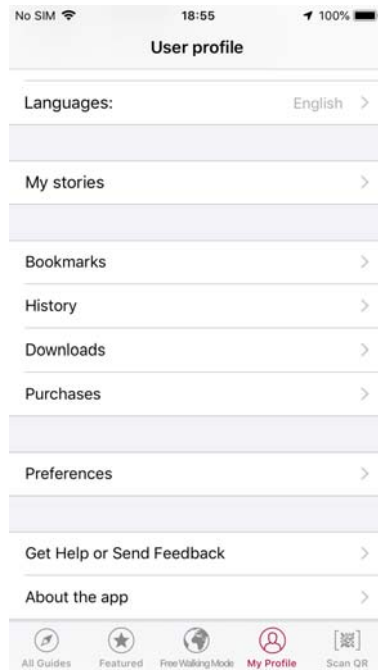 No SIM 18:55 100%
User profile
Languages: English
My stories
Bookmarks
History
Downloads
Purchases
Preferences
Get Help or Send Feedback
About the app
All Guides Featured Free Walking Mode My Profile Scan QR